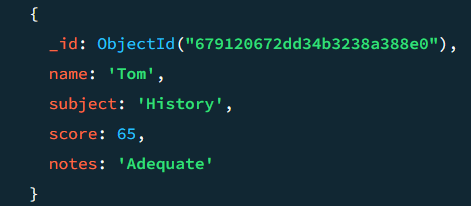 {
_id: ObjectId("679120672dd34b3238a388e0"),
name: 'Tom',
subject: 'History',
score: 65,
notes: 'Adequate'
}